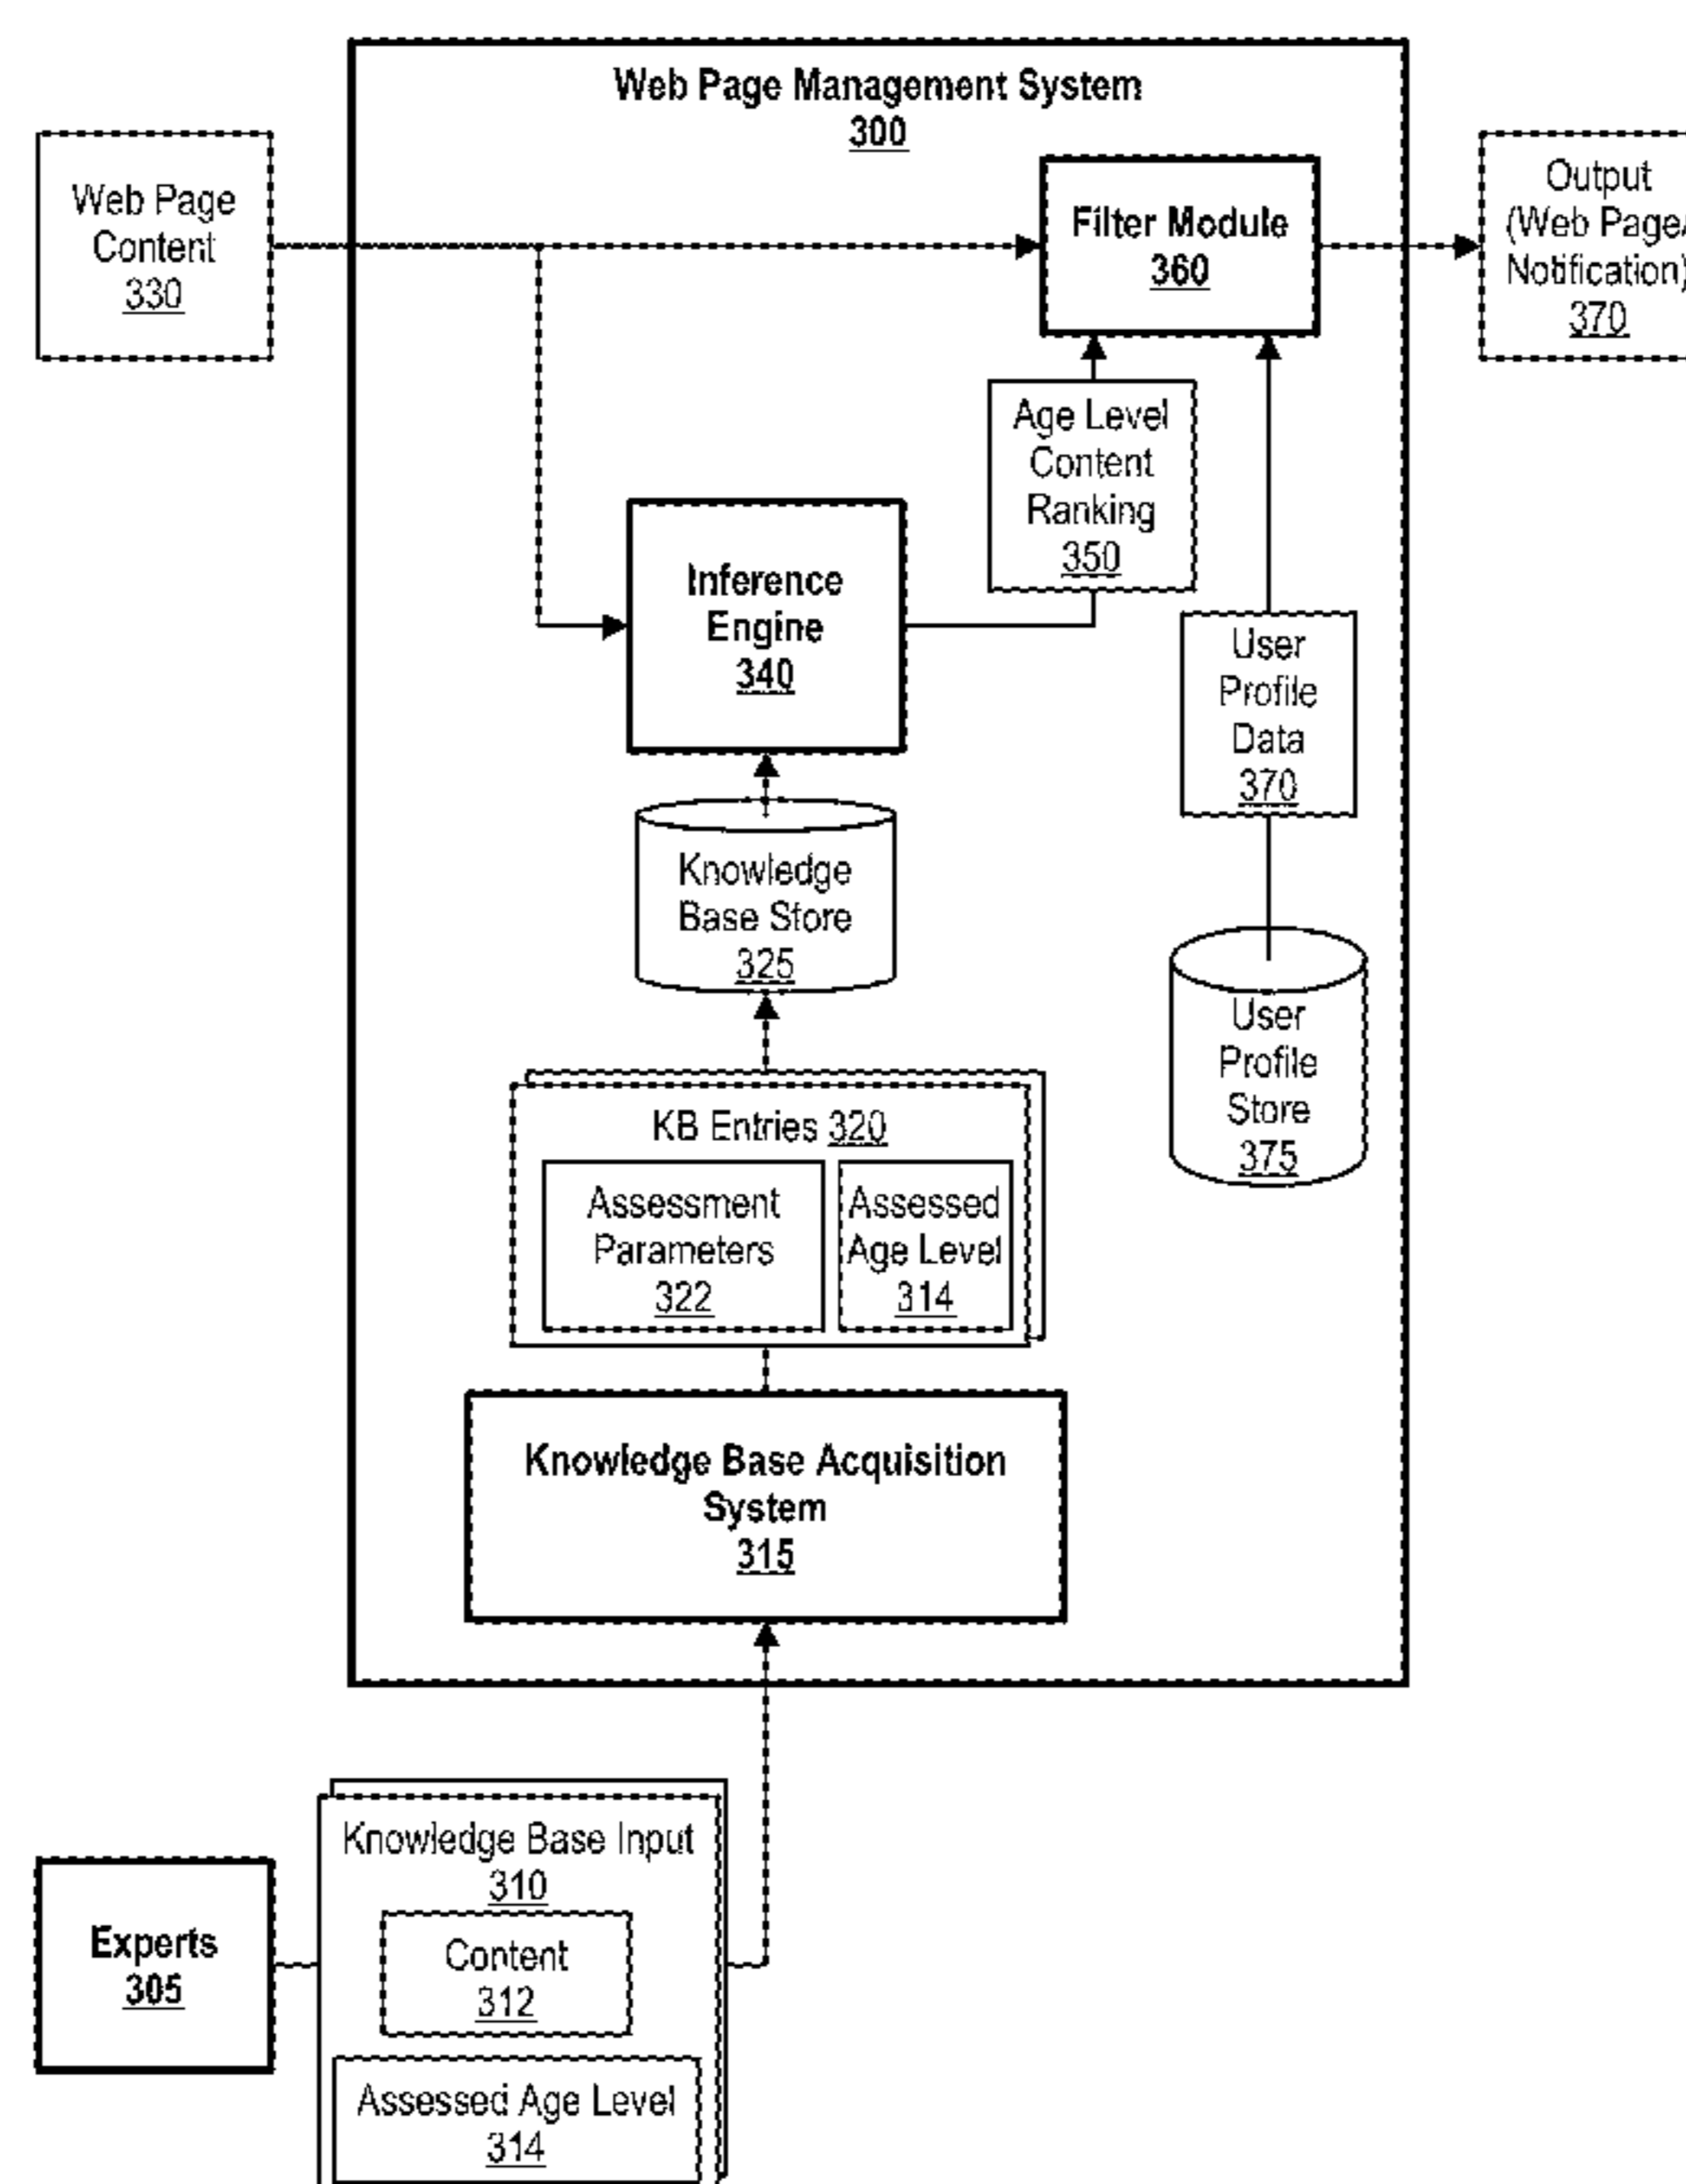 Web Page Management System
300
Web Page
Content
330
Filter Module
360
Output
(Web Page/
Notification)
370
Age Level
Content
Ranking
350
Inference
Engine
340
User
Profile
Data
370
Knowledge
Base Store
325
User
Profile
Store
375
KB Entries 320
Assessment
Parameters
322
Assessed
Age Level
314
Knowledge Base Acquisition
System
315
Knowledge Base Input
310
Experts
305
Content
312
Assessed Age Level
314